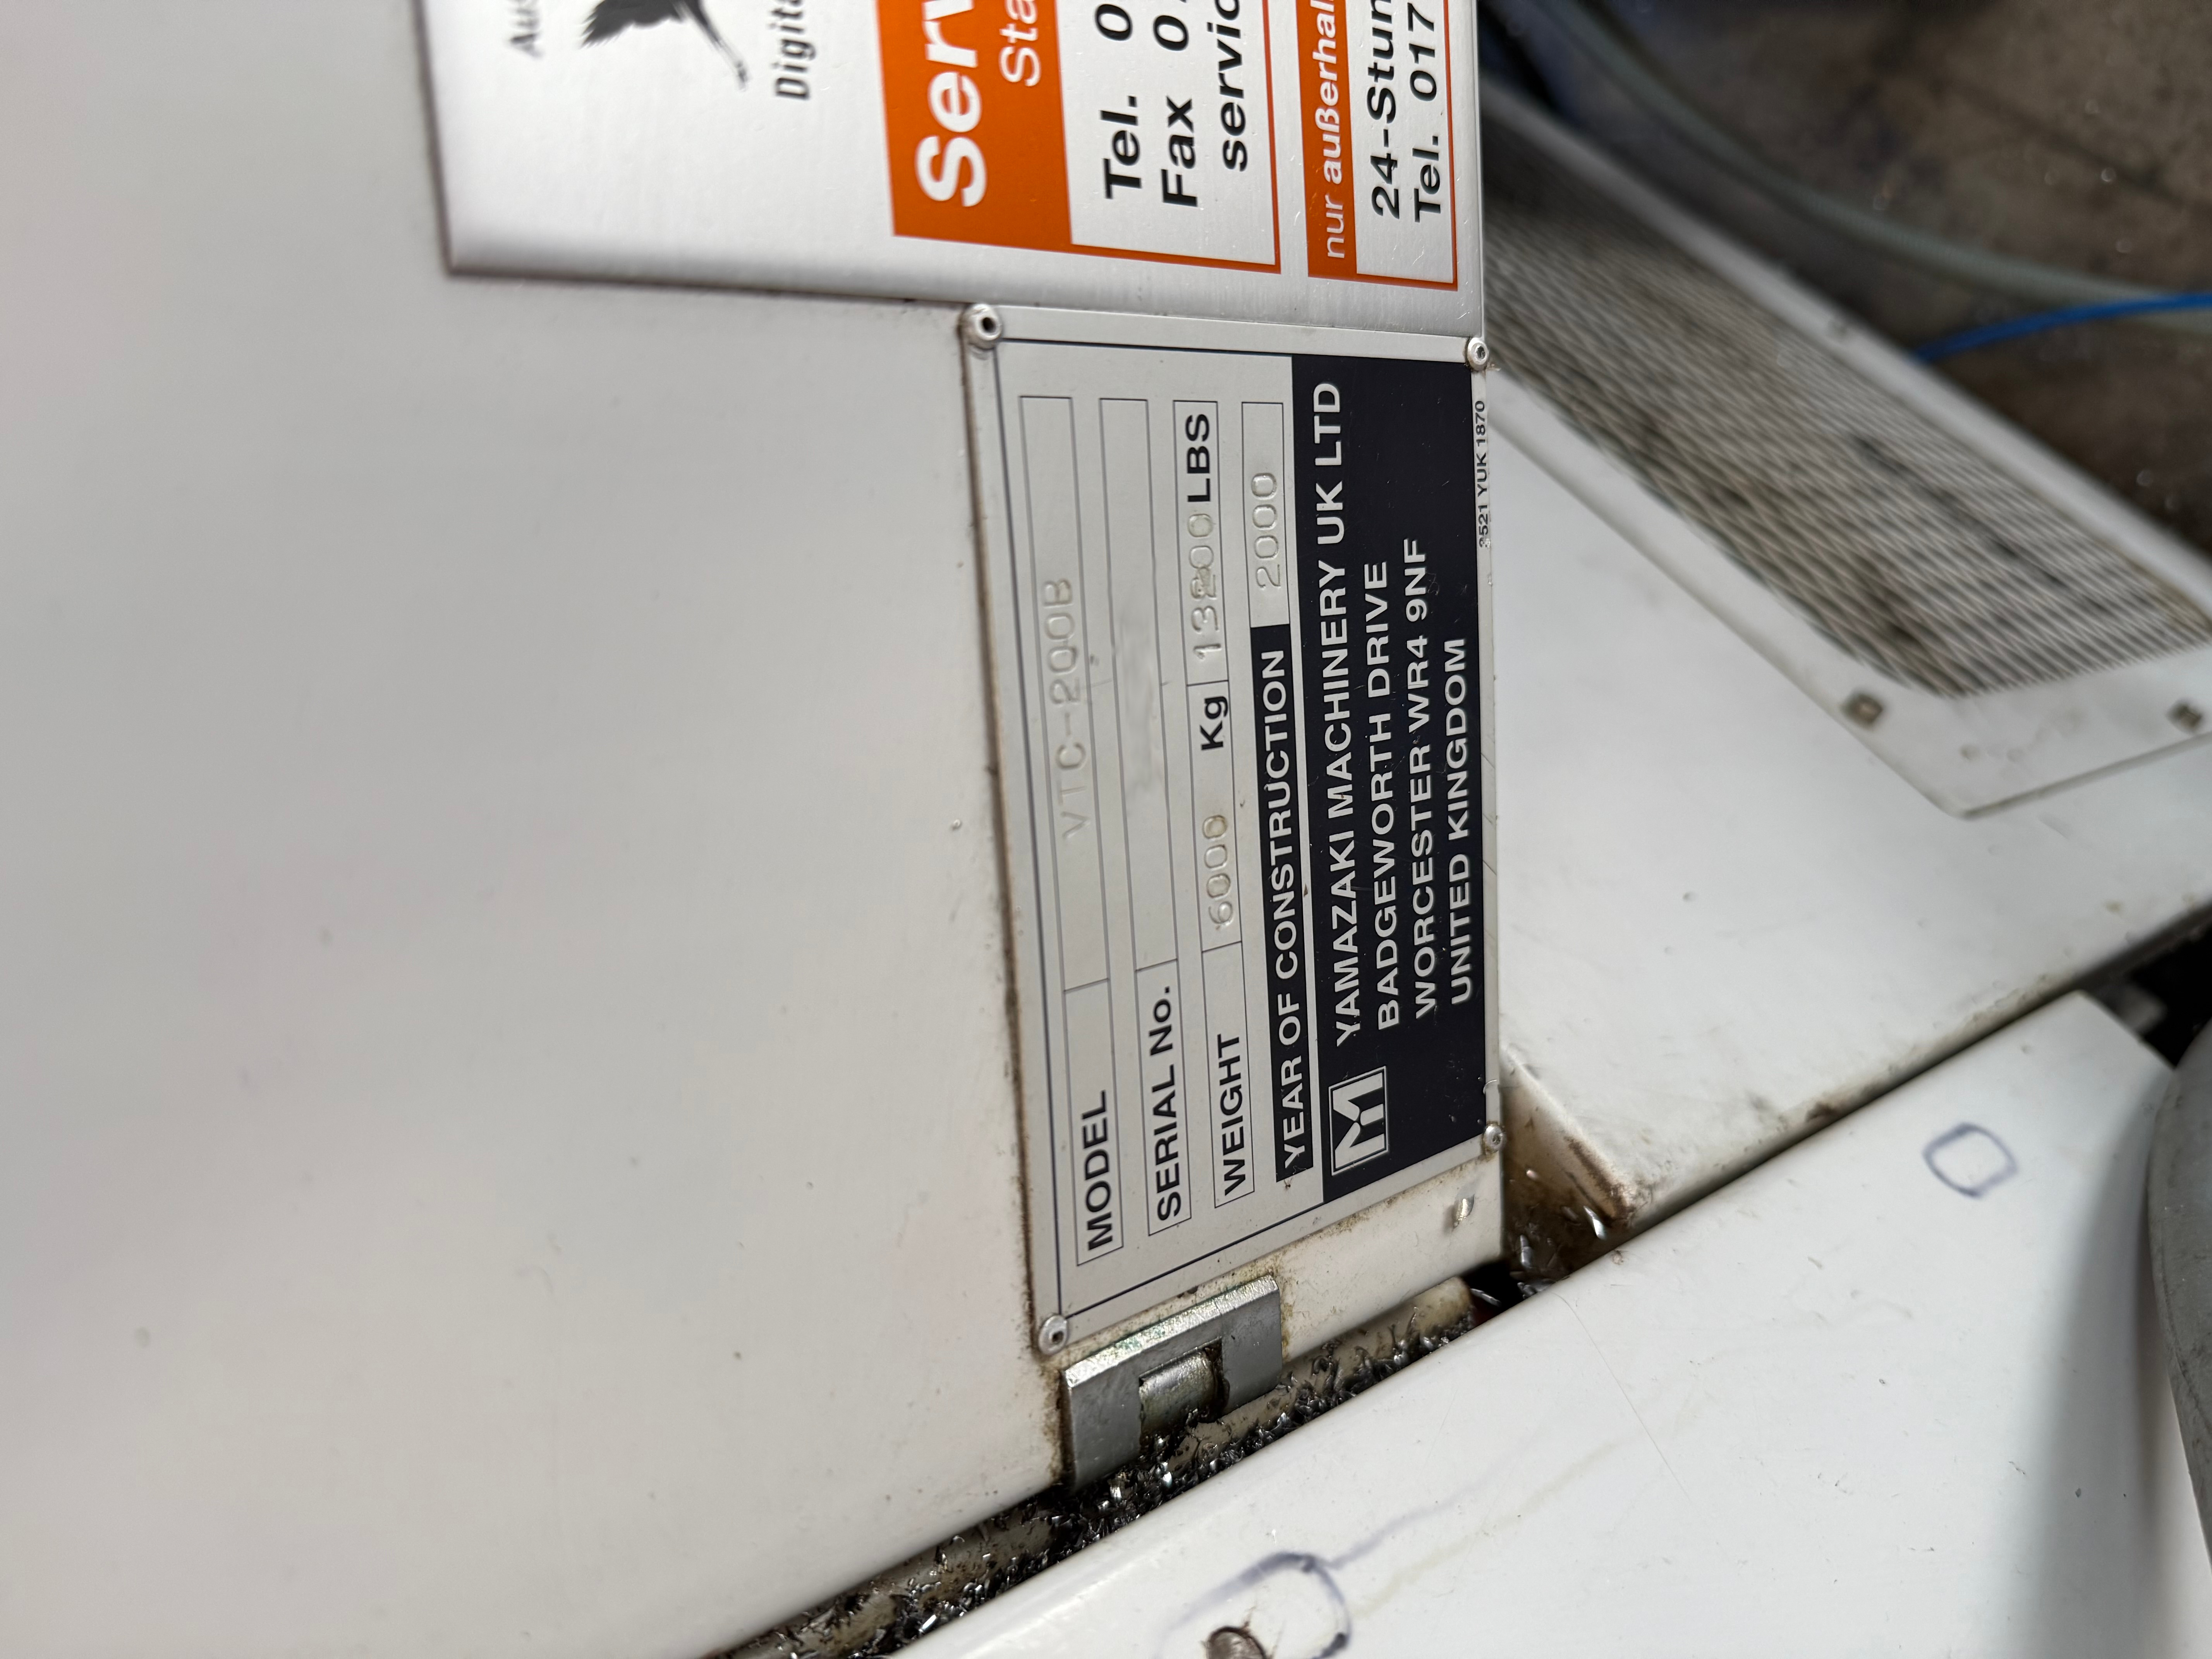 Digita
Serv
Sta
Tel. 0
Fax 0
servic
nur außerhal
24-Stun
Tel. 017
MODEL VTC-200B
SERIAL No.
WEIGHT 6000 Kg 13200 LBS
YEAR OF CONSTRUCTION 2000
YAMAZAKI MACHINERY UK LTD
BADGEWORTH DRIVE
WORCESTER WR4 9NF
UNITED KINGDOM
3521 YUK 1870